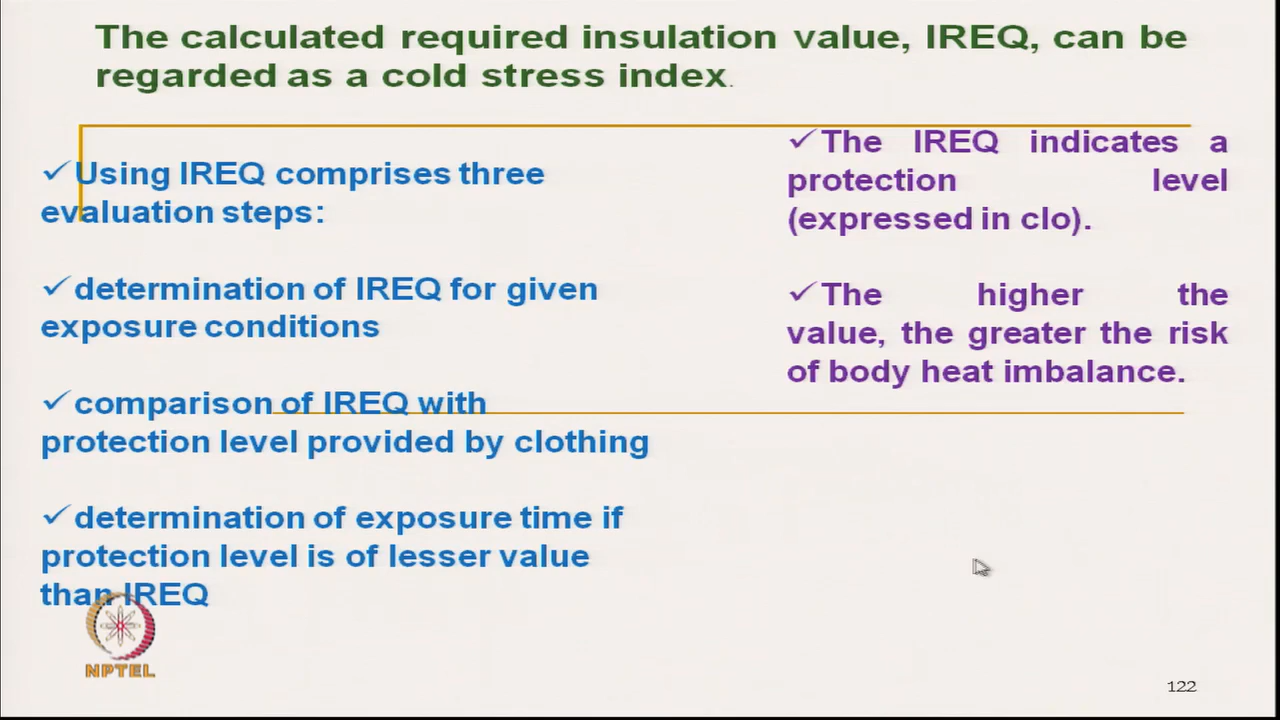 The calculated required insulation value, IREQ, can be
regarded as a cold stress index.
✓Using IREQ comprises three
evaluation steps:
✓determination of IREQ for given
exposure conditions
✓comparison of IREQ with
protection level provided by clothing
✓determination of exposure time if
protection level is of lesser value
than IREQ
✓The IREQ indicates a
protection level
(expressed in clo).
✓The higher the
value, the greater the risk
of body heat imbalance.
NPTEL
122